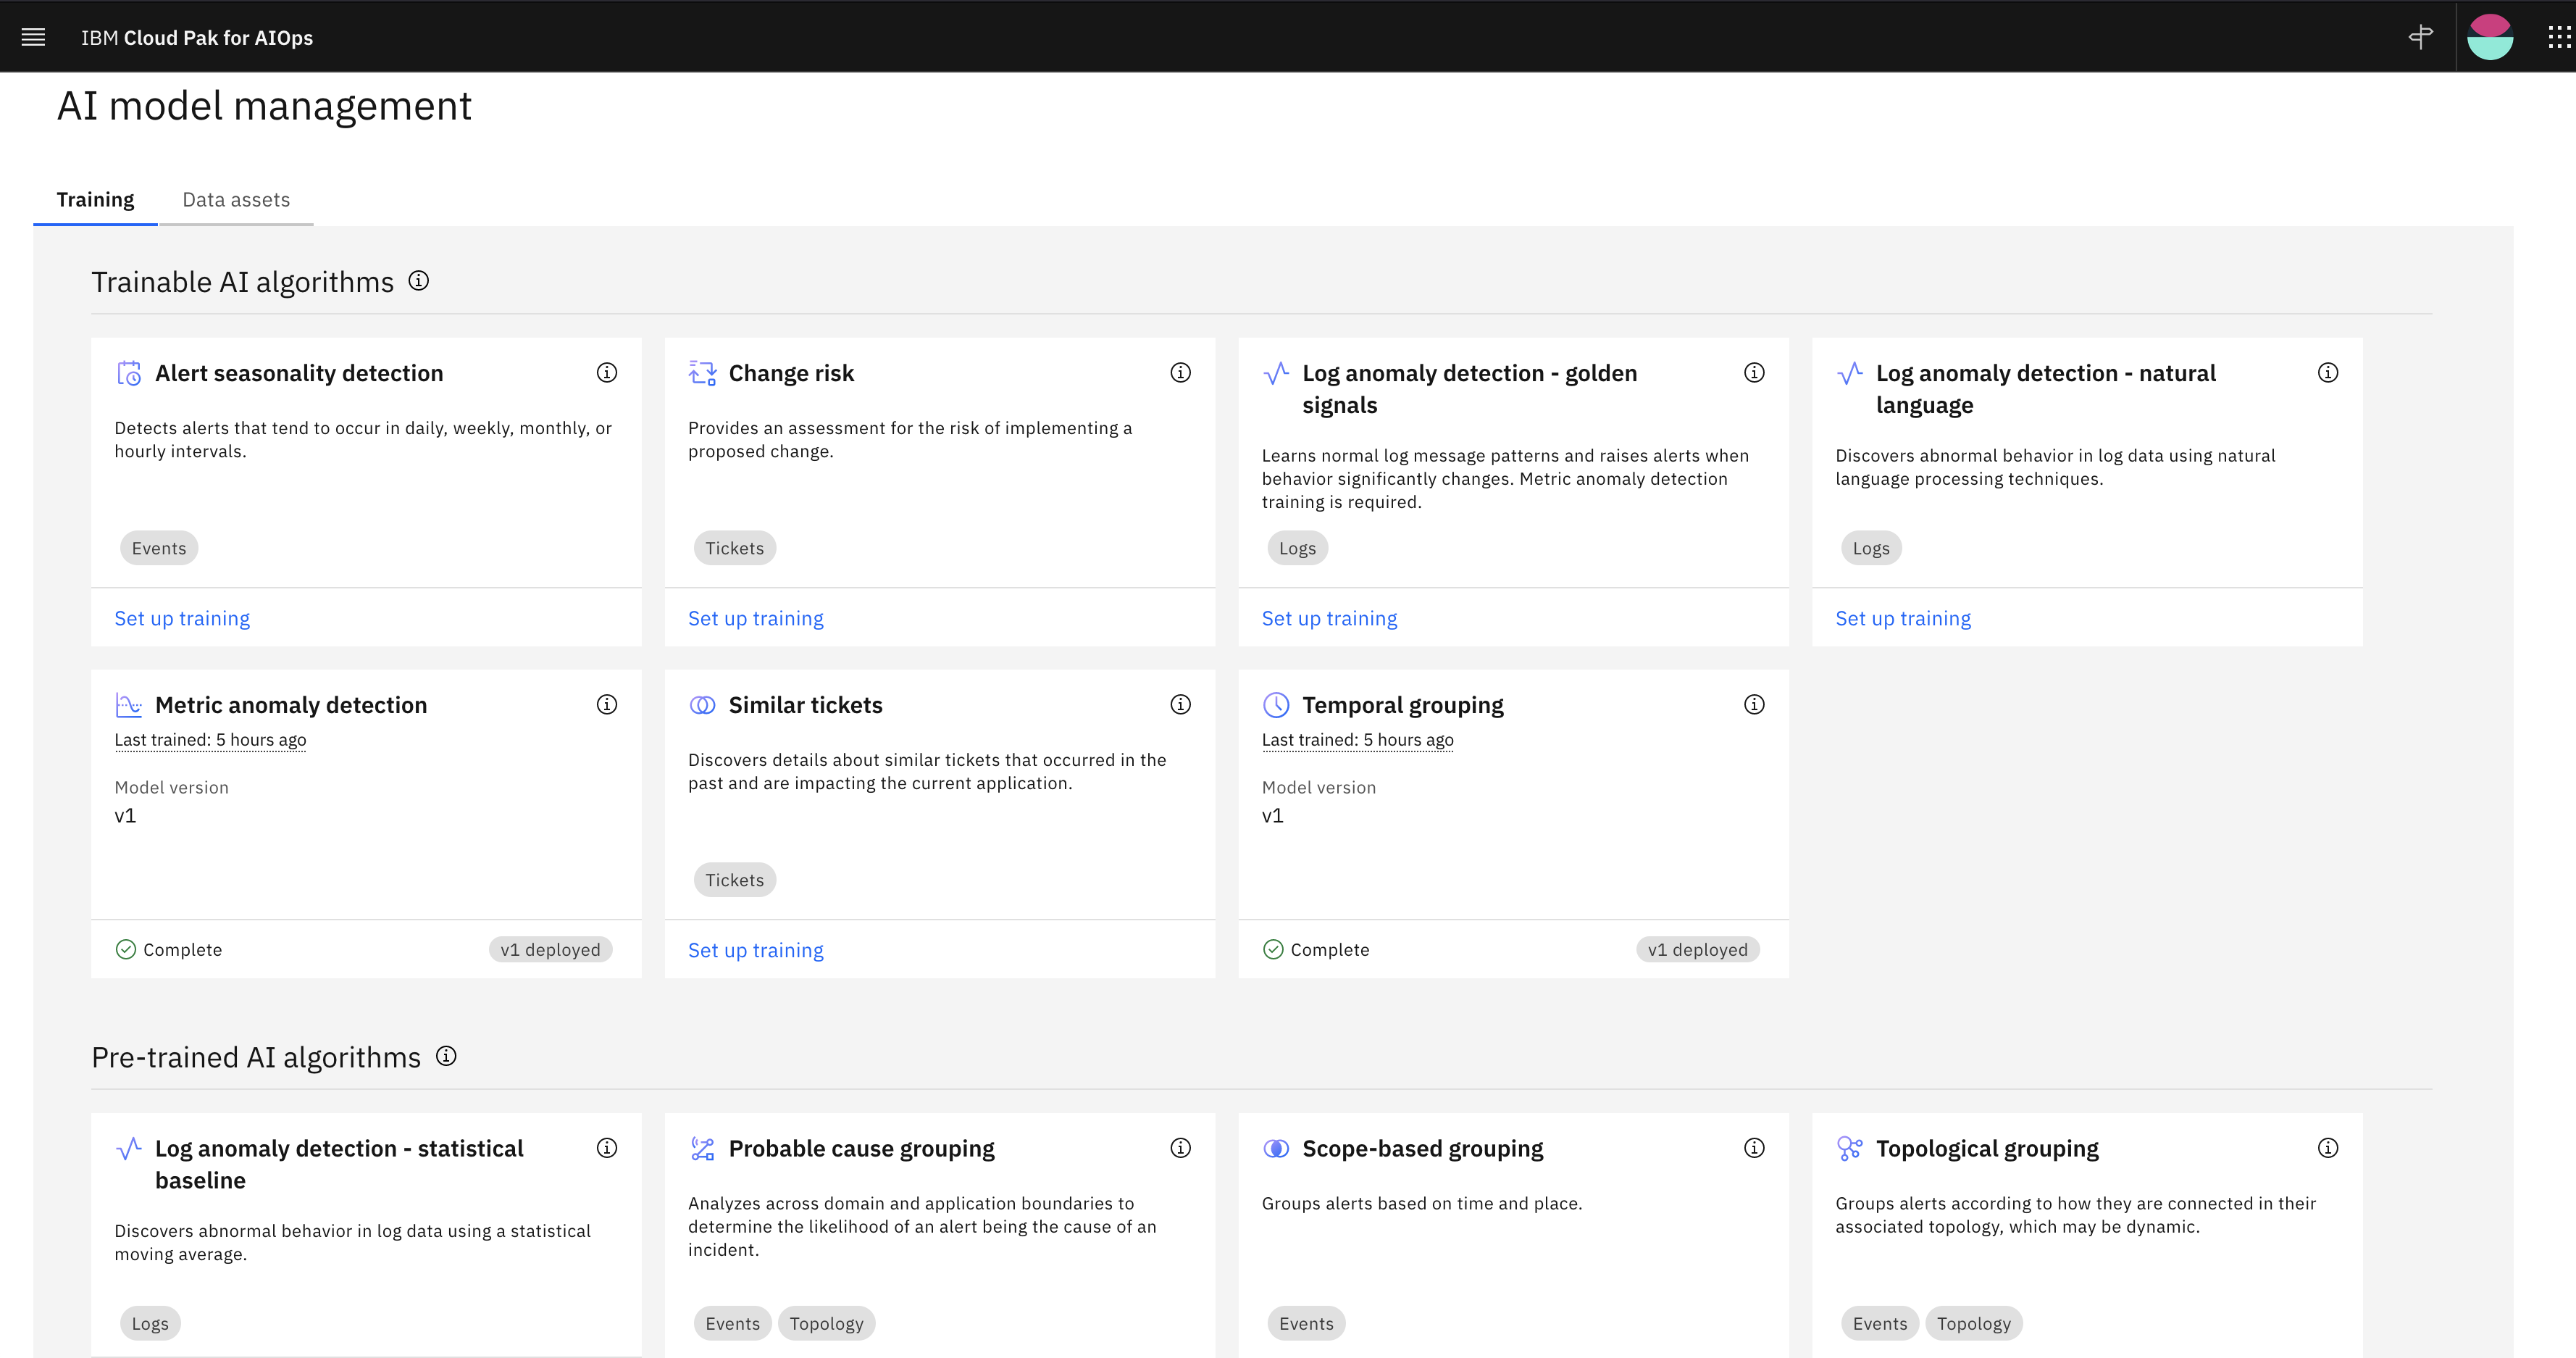 IBM Cloud Pak for AIOps
AI model management
Training
Data assets
Trainable AI algorithms
Alert seasonality detection
Detects alerts that tend to occur in daily, weekly, monthly, or
hourly intervals.
Events
Set up training
Change risk
Provides an assessment for the risk of implementing a
proposed change.
Tickets
Set up training
Log anomaly detection - golden
signals
Learns normal log message patterns and raises alerts when
behavior significantly changes. Metric anomaly detection
training is required.
Logs
Set up training
Log anomaly detection - natural
language
Discovers abnormal behavior in log data using natural
language processing techniques.
Logs
Set up training
Metric anomaly detection
Last trained: 5 hours ago
Model version
v1
Complete
v1 deployed
Similar tickets
Discovers details about similar tickets that occurred in the
past and are impacting the current application.
Tickets
Set up training
Temporal grouping
Last trained: 5 hours ago
Model version
v1
Complete
v1 deployed
Pre-trained AI algorithms
Log anomaly detection - statistical
baseline
Discovers abnormal behavior in log data using a statistical
moving average.
Logs
Probable cause grouping
Analyzes across domain and application boundaries to
determine the likelihood of an alert being the cause of an
incident.
Events
Topology
Scope-based grouping
Groups alerts based on time and place.
Events
Topological grouping
Groups alerts according to how they are connected in their
associated topology, which may be dynamic.
Events
Topology